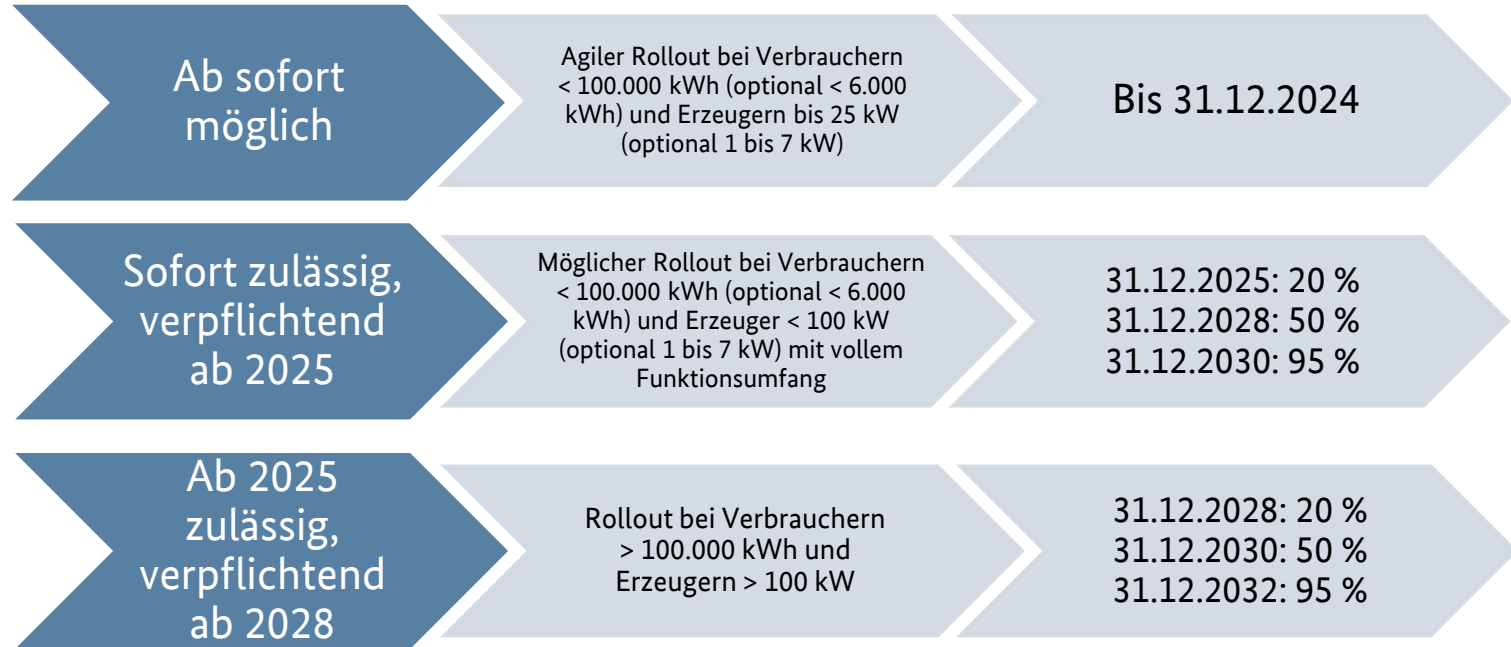 Ab sofort
möglich
Agiler Rollout bei Verbrauchern
< 100.000 kWh (optional < 6.000
kWh) und Erzeugern bis 25 kW
(optional 1 bis 7 kW)
Bis 31.12.2024
Sofort zulässig,
verpflichtend
ab 2025
Möglicher Rollout bei Verbrauchern
< 100.000 kWh (optional < 6.000
kWh) und Erzeuger < 100 kW
(optional 1 bis 7 kW) mit vollem
Funktionsumfang
31.12.2025: 20 %
31.12.2028: 50 %
31.12.2030: 95 %
Ab 2025
zulässig,
verpflichtend
ab 2028
Rollout bei Verbrauchern
> 100.000 kWh und
Erzeugern > 100 kW
31.12.2028: 20 %
31.12.2030: 50 %
31.12.2032: 95 %